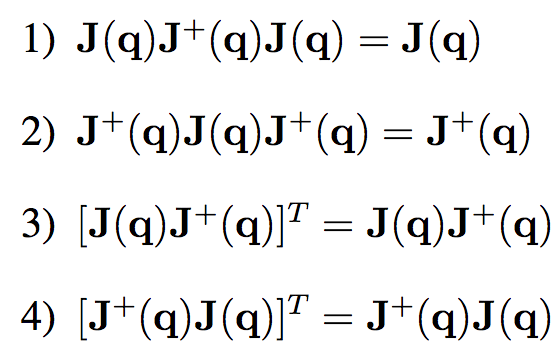 1) J(q)J⁺(q)J(q) = J(q)
2) J⁺(q)J(q)J⁺(q) = J⁺(q)
3) [J(q)J⁺(q)]ᵀ = J(q)J⁺(q)
4) [J⁺(q)J(q)]ᵀ = J⁺(q)J(q)